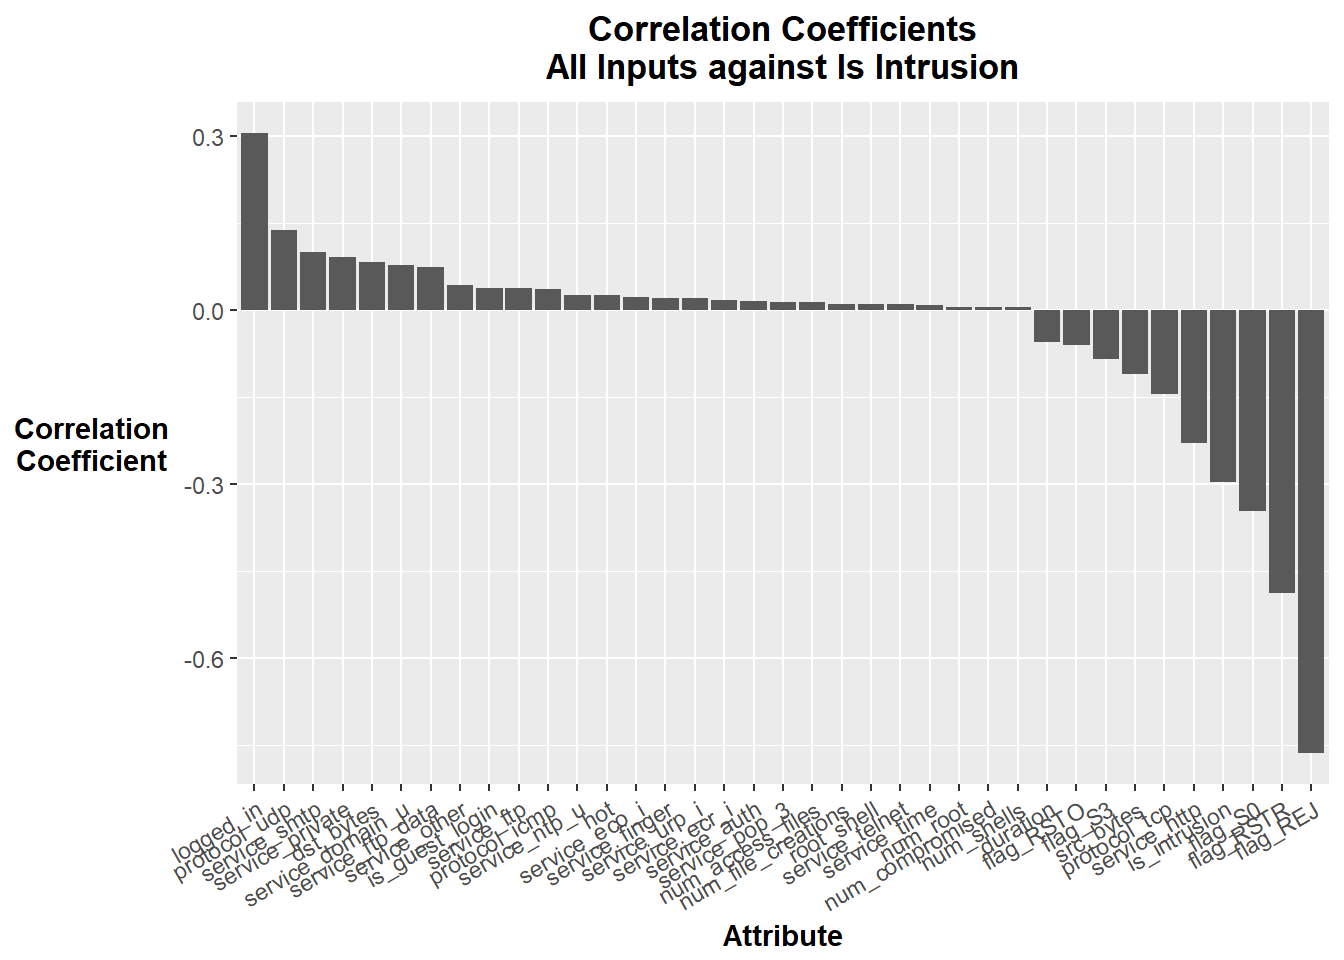 Correlation Coefficients
All Inputs against Is Intrusion
0.3
0.0
-0.3
-0.6
Correlation
Coefficient
logged_in
protocol_udp
service_smtp
service_private
dst_bytes
service_domain_u
service_ftp_data
service_other
is_guest_login
service_ftp
protocol_icmp
service_ntp_u
hot
service_eco_i
service_finger
service_urp_i
service_ecr_i
service_auth
service_pop_3
num_access_files
num_file_creations
root_shell
service_telnet
service_time
num_root
num_compromised
num_shells
duration
flag_RSTO
flag_S3
src_bytes
protocol_tcp
service_http
is_intrusion
flag_S0
flag_RSTR
flag_REJ
Attribute